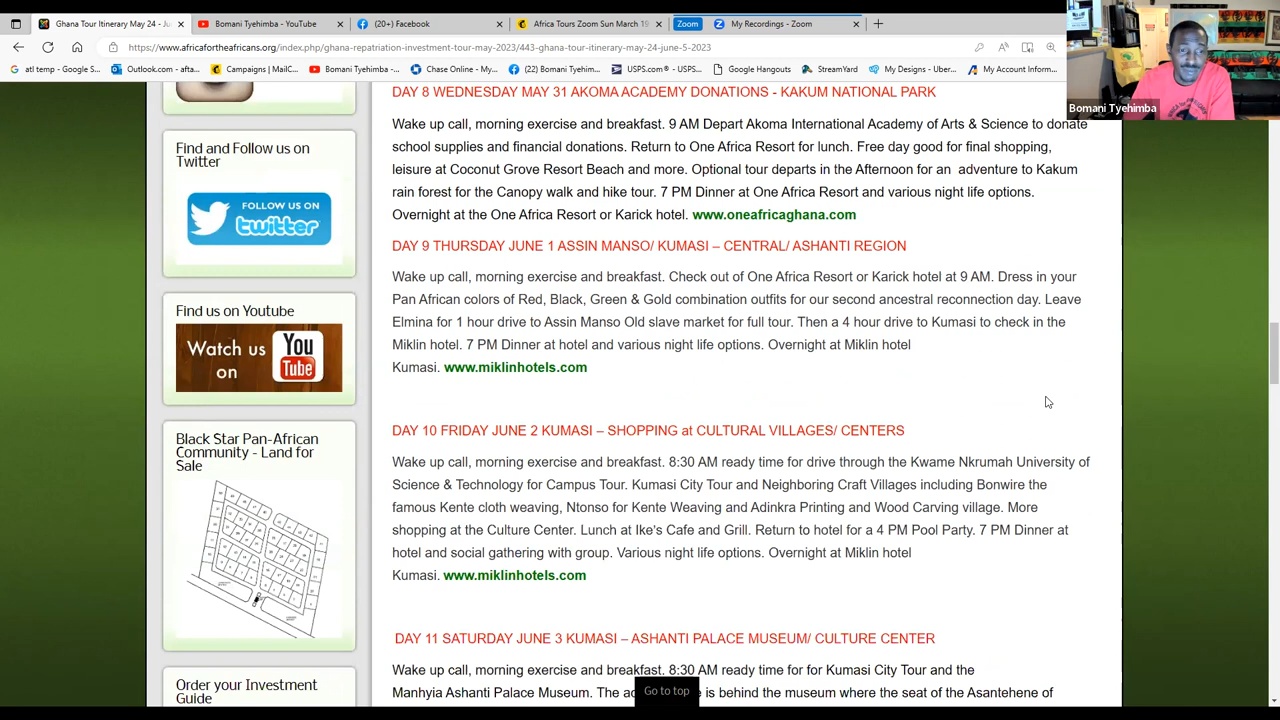 Ghana Tour Itinerary May 24 - Jun
Bomani Tyehimba - YouTube
(20+) Facebook
Africa Tours Zoom Sun March 19
Zoom
My Recordings - Zoom
https://www.africafortheafricans.org/index.php/ghana-repatriation-investment-tour-may-2023/443-ghana-tour-itinerary-may-24-june-5-2023
atl temp - Google S...
Outlook.com - afta...
Campaigns | MailC...
Bomani Tyehimba -...
Chase Online - My...
(22) Bomani Tyehim...
USPS.com® - USPS...
Google Hangouts
StreamYard
My Designs - Uber...
My Account Inform...
Bomani Tyehimba
DAY 8 WEDNESDAY MAY 31 AKOMA ACADEMY DONATIONS - KAKUM NATIONAL PARK
Wake up call, morning exercise and breakfast. 9 AM Depart Akoma International Academy of Arts & Science to donate
school supplies and financial donations. Return to One Africa Resort for lunch. Free day good for final shopping,
leisure at Coconut Grove Resort Beach and more. Optional tour departs in the Afternoon for an adventure to Kakum
rain forest for the Canopy walk and hike tour. 7 PM Dinner at One Africa Resort and various night life options.
Overnight at the One Africa Resort or Karick hotel. www.oneafricaghana.com
DAY 9 THURSDAY JUNE 1 ASSIN MANSO/ KUMASI – CENTRAL/ ASHANTI REGION
Wake up call, morning exercise and breakfast. Check out of One Africa Resort or Karick hotel at 9 AM. Dress in your
Pan African colors of Red, Black, Green & Gold combination outfits for our second ancestral reconnection day. Leave
Elmina for 1 hour drive to Assin Manso Old slave market for full tour. Then a 4 hour drive to Kumasi to check in the
Miklin hotel. 7 PM Dinner at hotel and various night life options. Overnight at Miklin hotel
Kumasi. www.miklinhotels.com
DAY 10 FRIDAY JUNE 2 KUMASI – SHOPPING at CULTURAL VILLAGES/ CENTERS
Wake up call, morning exercise and breakfast. 8:30 AM ready time for drive through the Kwame Nkrumah University of
Science & Technology for Campus Tour. Kumasi City Tour and Neighboring Craft Villages including Bonwire the
famous Kente cloth weaving, Ntonso for Kente Weaving and Adinkra Printing and Wood Carving village. More
shopping at the Culture Center. Lunch at Ike's Cafe and Grill. Return to hotel for a 4 PM Pool Party. 7 PM Dinner at
hotel and social gathering with group. Various night life options. Overnight at Miklin hotel
Kumasi. www.miklinhotels.com
DAY 11 SATURDAY JUNE 3 KUMASI – ASHANTI PALACE MUSEUM/ CULTURE CENTER
Wake up call, morning exercise and breakfast. 8:30 AM ready time for for Kumasi City Tour and the
Manhyia Ashanti Palace Museum. The is behind the museum where the seat of the Asantehene of
Go to top
Find and Follow us on
Twitter
FOLLOW US ON
twitter
Find us on Youtube
Watch us
on
You
Tube
Black Star Pan-African
Community - Land for
Sale
Order your Investment
Guide